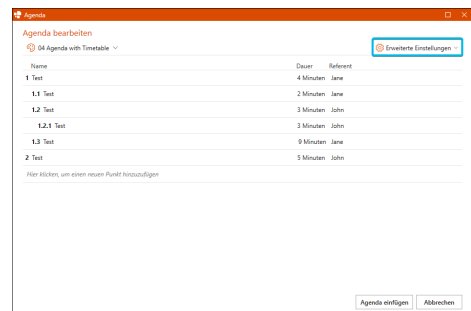 Agenda
Agenda bearbeiten
04 Agenda with Timetable
Erweiterte Einstellungen
Name Dauer Referent
1 Test 4 Minuten Jane
1.1 Test 2 Minuten Jane
1.2 Test 3 Minuten John
1.2.1 Test 3 Minuten John
1.3 Test 9 Minuten Jane
2 Test 5 Minuten John
Hier klicken, um einen neuen Punkt hinzuzufügen
Agenda einfügen Abbrechen